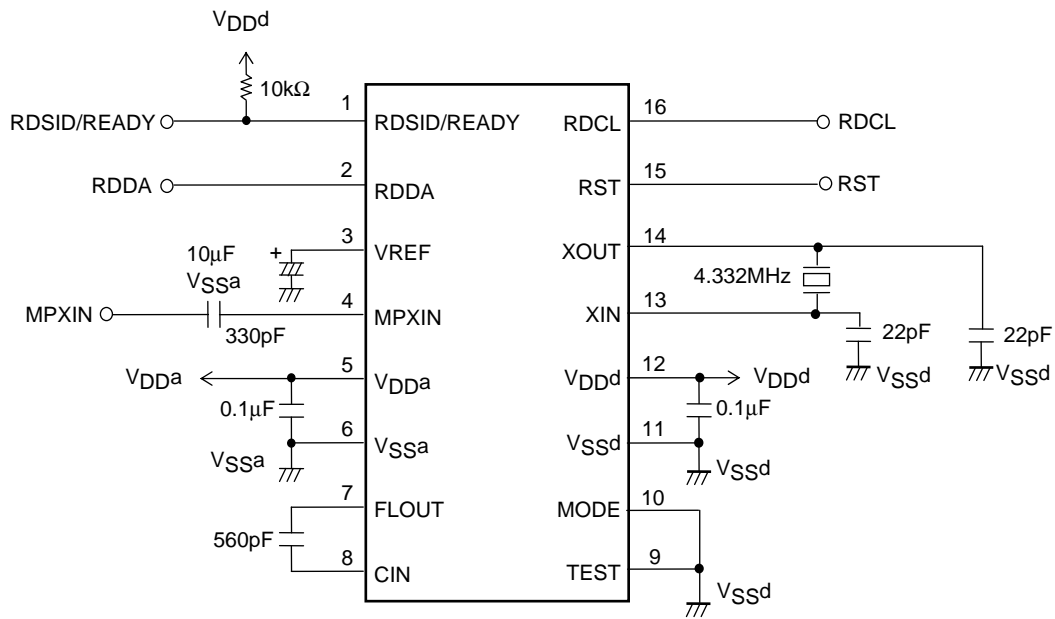 VDDd
10kΩ
1
16
RDSID/READY
RDSID/READY
RDCL
RDCL
2
15
RDDA
RDDA
RST
RST
3
14
10μF
+
VREF
XOUT
VSSa
4.332MHz
4
13
MPXIN
330pF
MPXIN
XIN
22pF
22pF
VSSd
VSSd
5
12
VDDa
VDDa
VDDd
VDDd
0.1μF
0.1μF
6
11
VSSa
VSSa
VSSd
VSSd
7
10
FLOUT
MODE
560pF
8
9
CIN
TEST
VSSd